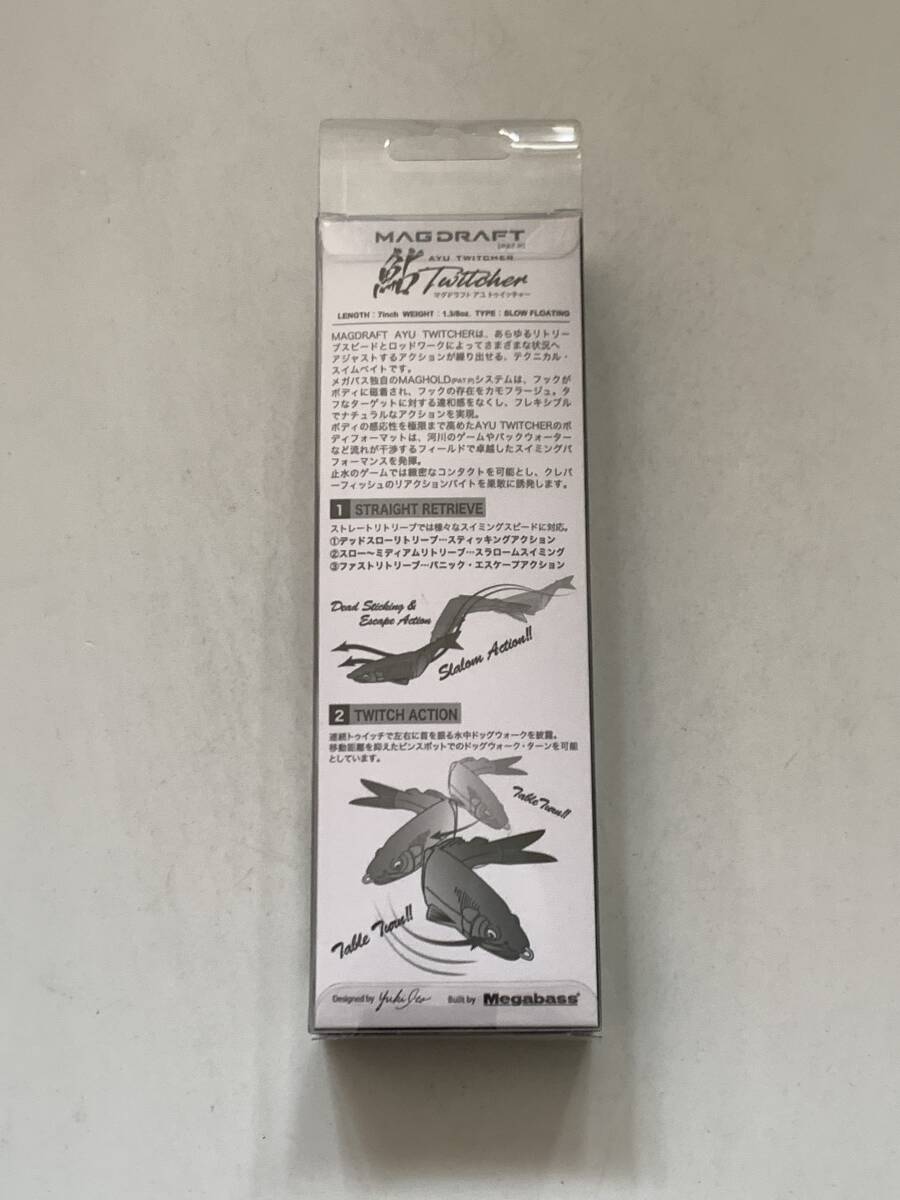 MAGDRAFT
[PAT.P]
鮎 AYU TWITCHER
Twitcher
マグドラフト アユ トゥイッチャー
LENGTH : 7inch WEIGHT : 1.3/8oz. TYPE : SLOW FLOATING
MAGDRAFT AYU TWITCHERは、あらゆるリトリー
ブスピードとロッドワークによってさまざまな状況へ
アジャストするアクションが繰り出せる、テクニカル・
スイムベイトです。
メガバス独自のMAGHOLD(PAT.P)システムは、フックが
ボディに磁着され、フックの存在をカモフラージュ。タ
フなターゲットに対する違和感をなくし、フレキシブル
でナチュラルなアクションを実現。
ボディの感応性を極限まで高めたAYU TWITCHERのボ
ディフォーマットは、河川のゲームやバックウォーター
など流れが干渉するフィールドで卓越したスイミングパ
フォーマンスを発揮。
止水のゲームでは緻密なコンタクトを可能とし、クレバ
ーフィッシュのリアクションバイトを果敢に誘発します。
1 STRAIGHT RETRIEVE
ストレートリトリーブでは様々なスイミングスピードに対応。
①デッドスローリトリーブ…スティッキングアクション
②スロー〜ミディアムリトリーブ…スラロームスイミング
③ファストリトリーブ…パニック・エスケープアクション
Dead Sticking &
Escape Action
Slalom Action!!
2 TWITCH ACTION
連続トゥイッチで左右に首を振る水中ドッグウォークを披露。
移動距離を抑えたピンスポットでのドッグウォーク・ターンを可能
としています。
Table Turn!!
Table Turn!!
Designed by Yuki Ito Built by Megabass®